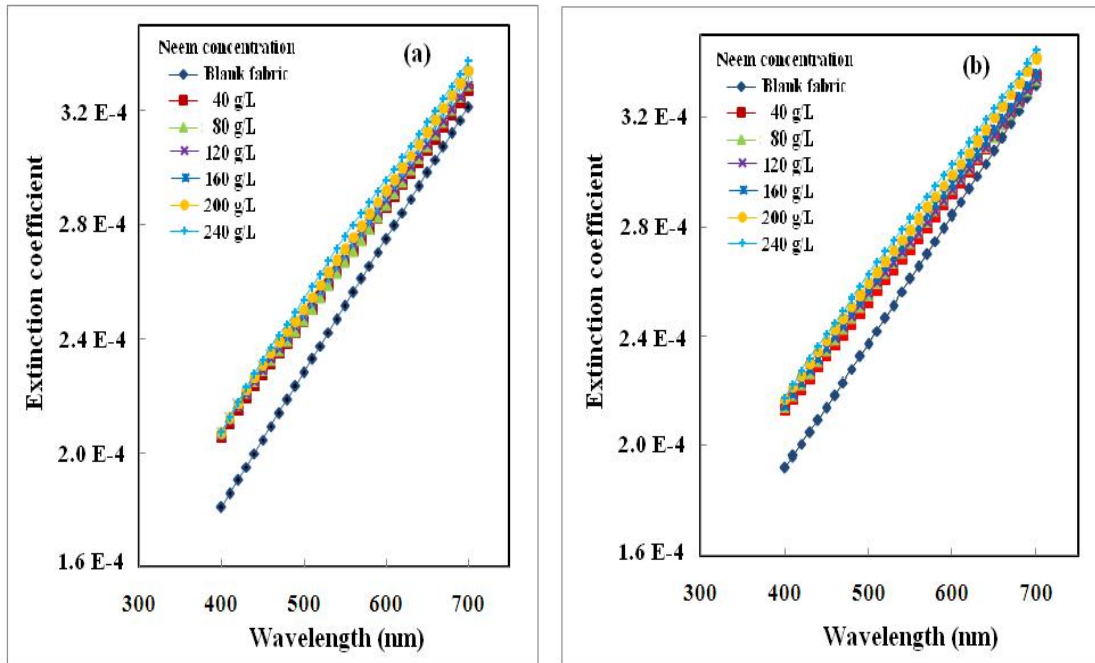 Neem concentration
(a)
Blank fabric
40 g/L
80 g/L
120 g/L
160 g/L
200 g/L
240 g/L
Extinction coefficient
3.2 E-4
2.8 E-4
2.4 E-4
2.0 E-4
1.6 E-4
300 400 500 600 700
Wavelength (nm)
Neem concentration
(b)
Blank fabric
40 g/L
80 g/L
120 g/L
160 g/L
200 g/L
240 g/L
Extinction coefficient
3.2 E-4
2.8 E-4
2.4 E-4
2.0 E-4
1.6 E-4
300 400 500 600 700
Wavelength (nm)